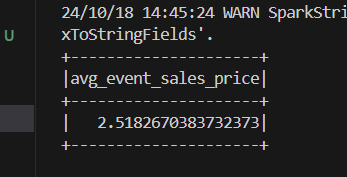 24/10/18 14:45:24 WARN SparkStri
U
xToStringFields'.
+--------------------+
|avg_event_sales_price|
+--------------------+
|   2.5182670383732373|
+--------------------+